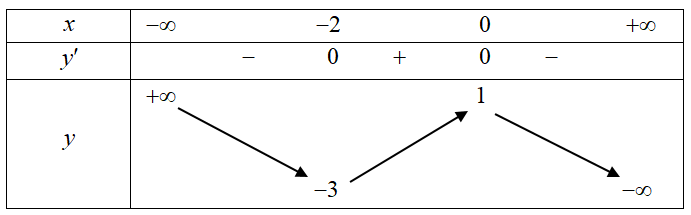 x −∞ −2 0 +∞
y′ − 0 + 0 −
+∞ 1
y
−3 −∞